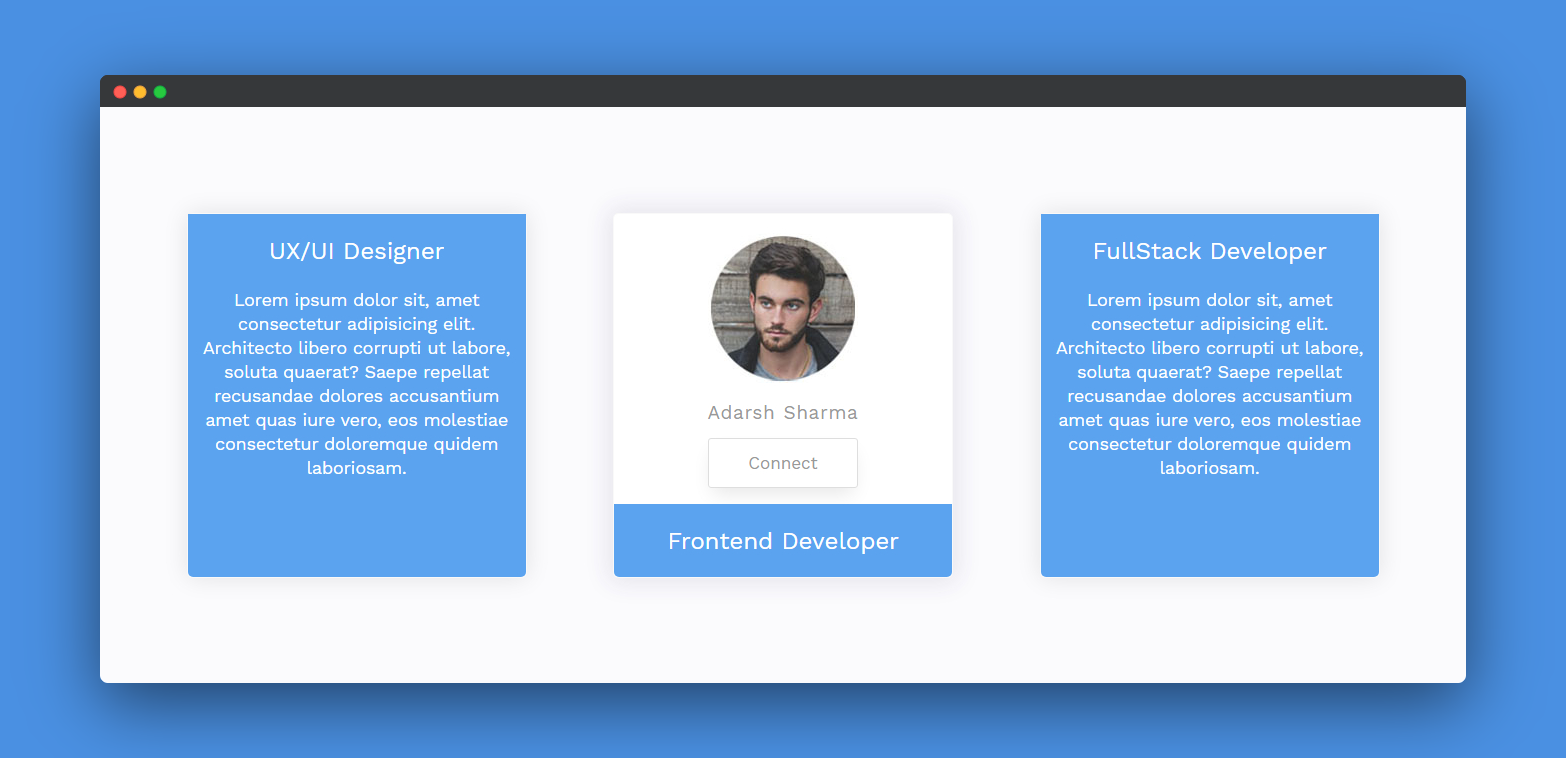 UX/UI Designer
Lorem ipsum dolor sit, amet
consectetur adipisicing elit.
Architecto libero corrupti ut labore,
soluta quaerat? Saepe repellat
recusandae dolores accusantium
amet quas iure vero, eos molestiae
consectetur doloremque quidem
laboriosam.
Adarsh Sharma
Connect
Frontend Developer
FullStack Developer
Lorem ipsum dolor sit, amet
consectetur adipisicing elit.
Architecto libero corrupti ut labore,
soluta quaerat? Saepe repellat
recusandae dolores accusantium
amet quas iure vero, eos molestiae
consectetur doloremque quidem
laboriosam.